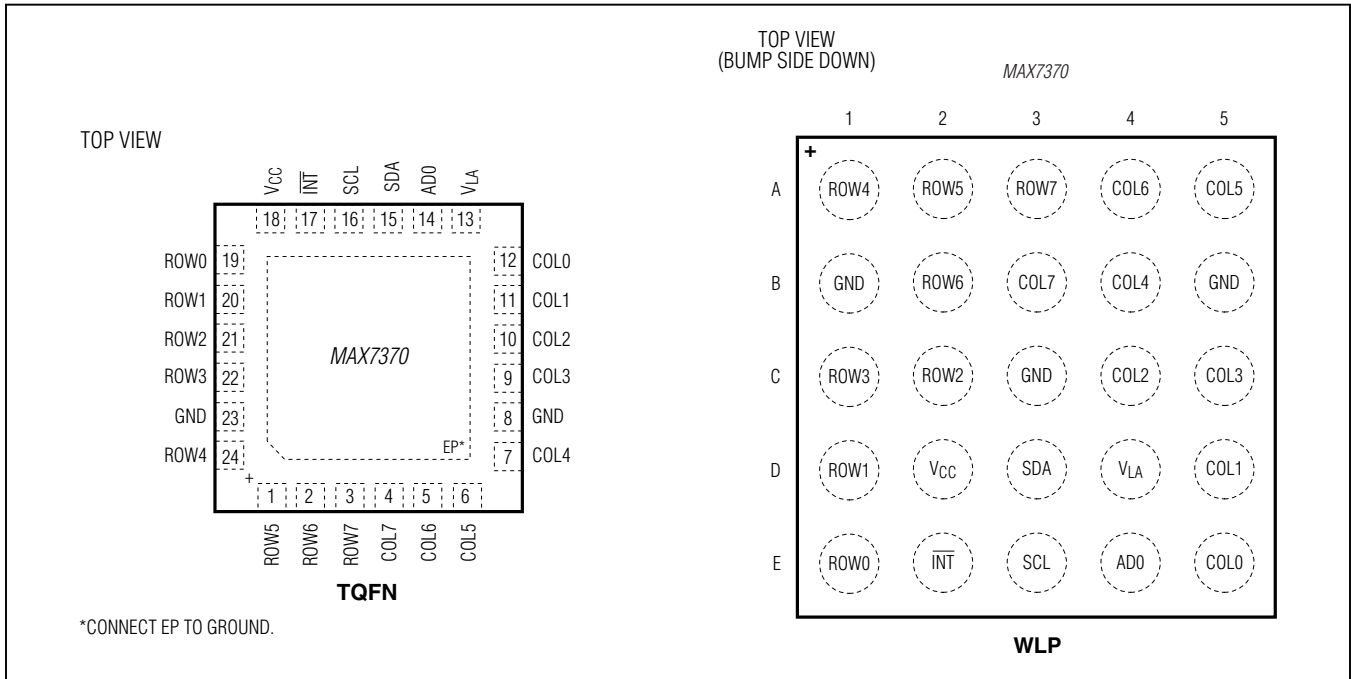 TOP VIEW
VCC INT SCL SDA AD0 VLA
18 17 16 15 14 13
ROW0 19 12 COL0
ROW1 20 11 COL1
ROW2 21 10 COL2
MAX7370
ROW3 22 9 COL3
GND 23 8 GND
EP*
ROW4 24 7 COL4
+
1 2 3 4 5 6
ROW5 ROW6 ROW7 COL7 COL6 COL5
TQFN
*CONNECT EP TO GROUND.
TOP VIEW
(BUMP SIDE DOWN)
MAX7370
1 2 3 4 5
+
A ROW4 ROW5 ROW7 COL6 COL5
B GND ROW6 COL7 COL4 GND
C ROW3 ROW2 GND COL2 COL3
D ROW1 VCC SDA VLA COL1
E ROW0 INT SCL AD0 COL0
WLP